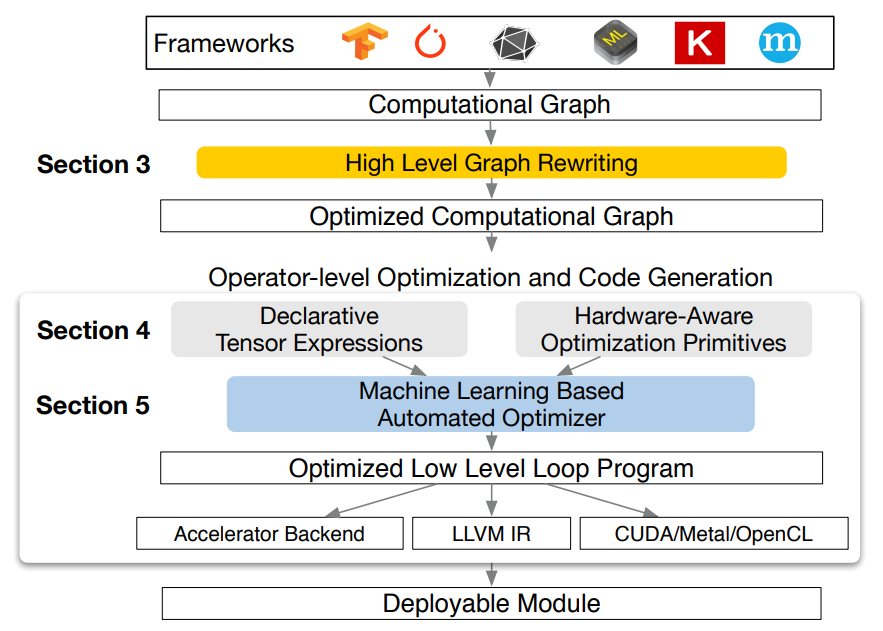 Frameworks
ML
K
m
Computational Graph
Section 3
High Level Graph Rewriting
Optimized Computational Graph
Operator-level Optimization and Code Generation
Section 4
Declarative
Tensor Expressions
Hardware-Aware
Optimization Primitives
Section 5
Machine Learning Based
Automated Optimizer
Optimized Low Level Loop Program
Accelerator Backend
LLVM IR
CUDA/Metal/OpenCL
Deployable Module